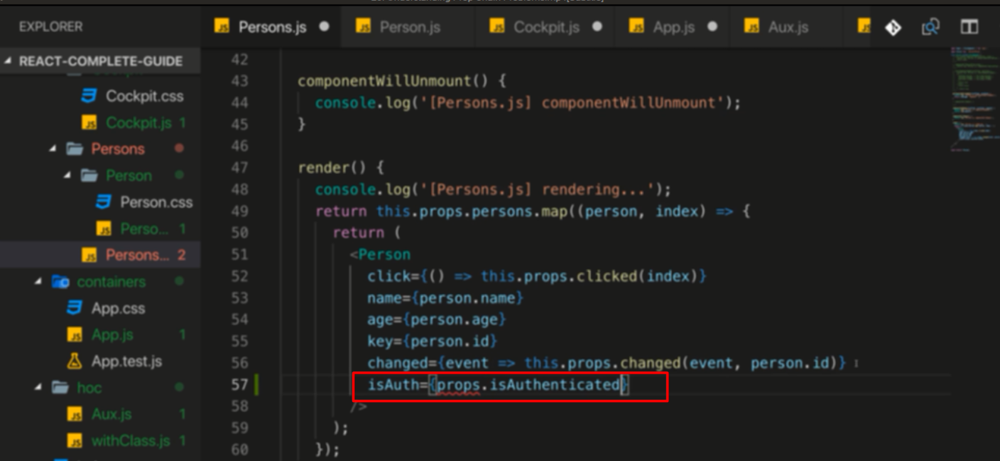 EXPLORER
Persons.js
Person.js
Cockpit.js
App.js
Aux.js
REACT-COMPLETE-GUIDE
Cockpit.css
Cockpit.js 1
Persons
Person
Person.css
Perso... 1
Persons... 2
containers
App.css
App.js 1
App.test.js
hoc
Aux.js 1
withClass.js 1
42
43 componentWillUnmount() {
44 console.log('[Persons.js] componentWillUnmount');
45 }
46
47 render() {
48 console.log('[Persons.js] rendering...');
49 return this.props.persons.map((person, index) => {
50 return (
51 <Person
52 click={() => this.props.clicked(index)}
53 name={person.name}
54 age={person.age}
55 key={person.id}
56 changed={event => this.props.changed(event, person.id)}
57 isAuth={props.isAuthenticated}
58 />
59 );
60 });